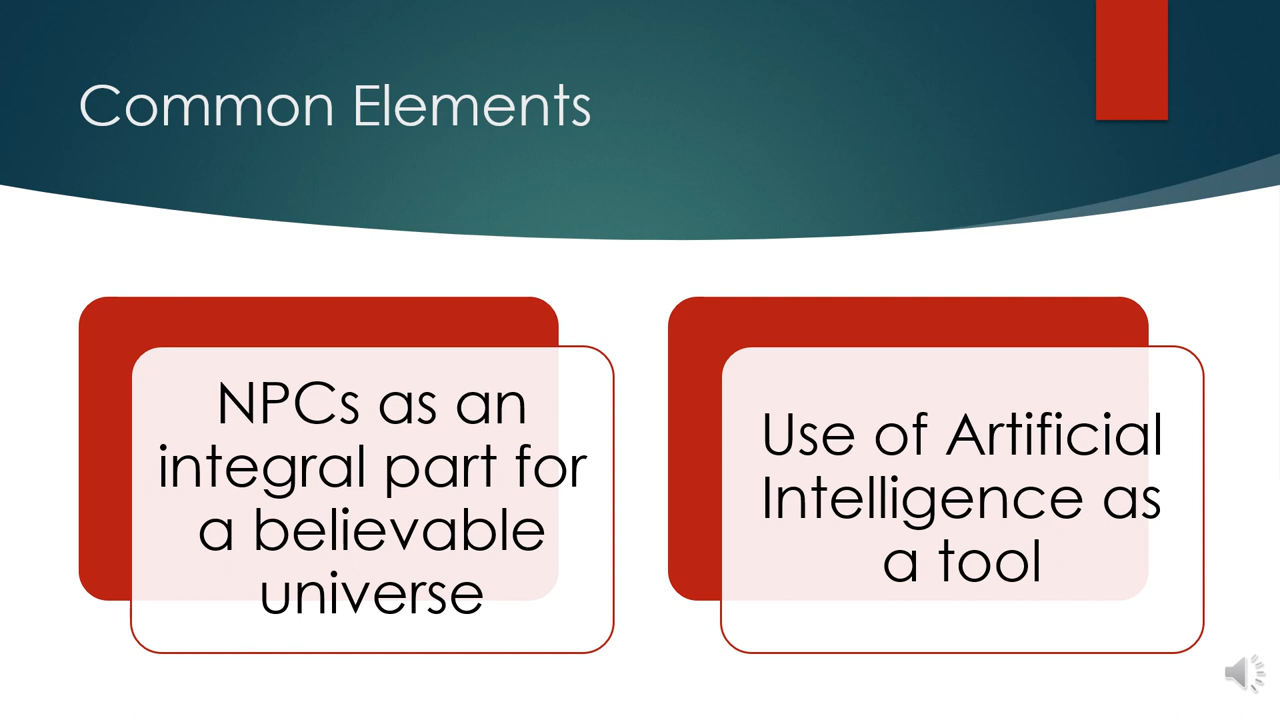 Common Elements
NPCs as an
integral part for
a believable
universe
Use of Artificial
Intelligence as
a tool